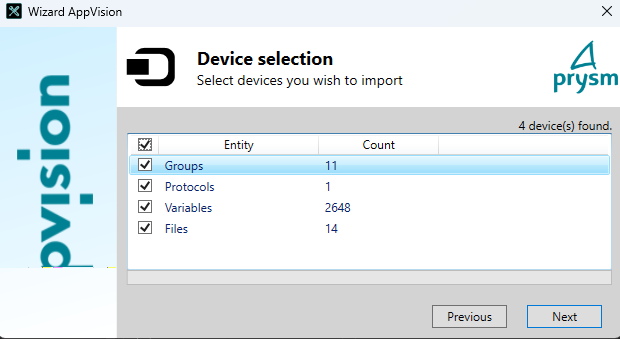 Wizard AppVision
Device selection
Select devices you wish to import
prysm
pvision
4 device(s) found.
Entity Count
Groups 11
Protocols 1
Variables 2648
Files 14
Previous Next